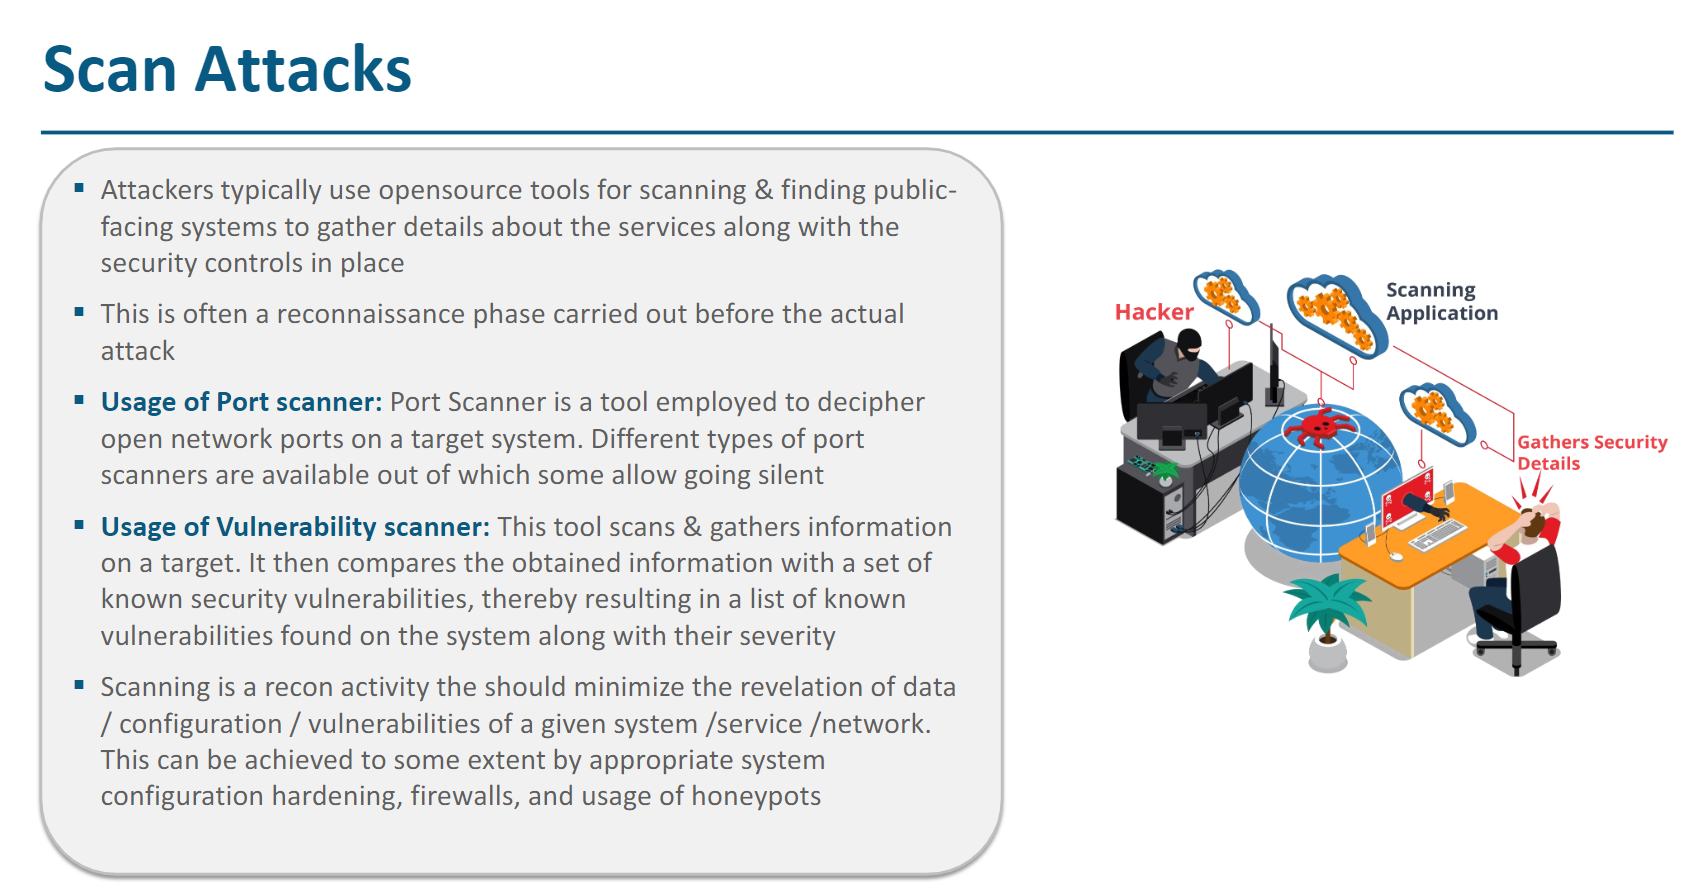 Scan Attacks
Attackers typically use opensource tools for scanning & finding public-
facing systems to gather details about the services along with the
security controls in place
This is often a reconnaissance phase carried out before the actual
attack
Usage of Port scanner: Port Scanner is a tool employed to decipher
open network ports on a target system. Different types of port
scanners are available out of which some allow going silent
Usage of Vulnerability scanner: This tool scans & gathers information
on a target. It then compares the obtained information with a set of
known security vulnerabilities, thereby resulting in a list of known
vulnerabilities found on the system along with their severity
Scanning is a recon activity the should minimize the revelation of data
/ configuration / vulnerabilities of a given system /service /network.
This can be achieved to some extent by appropriate system
configuration hardening, firewalls, and usage of honeypots
Hacker
Scanning
Application
Gathers Security
Details